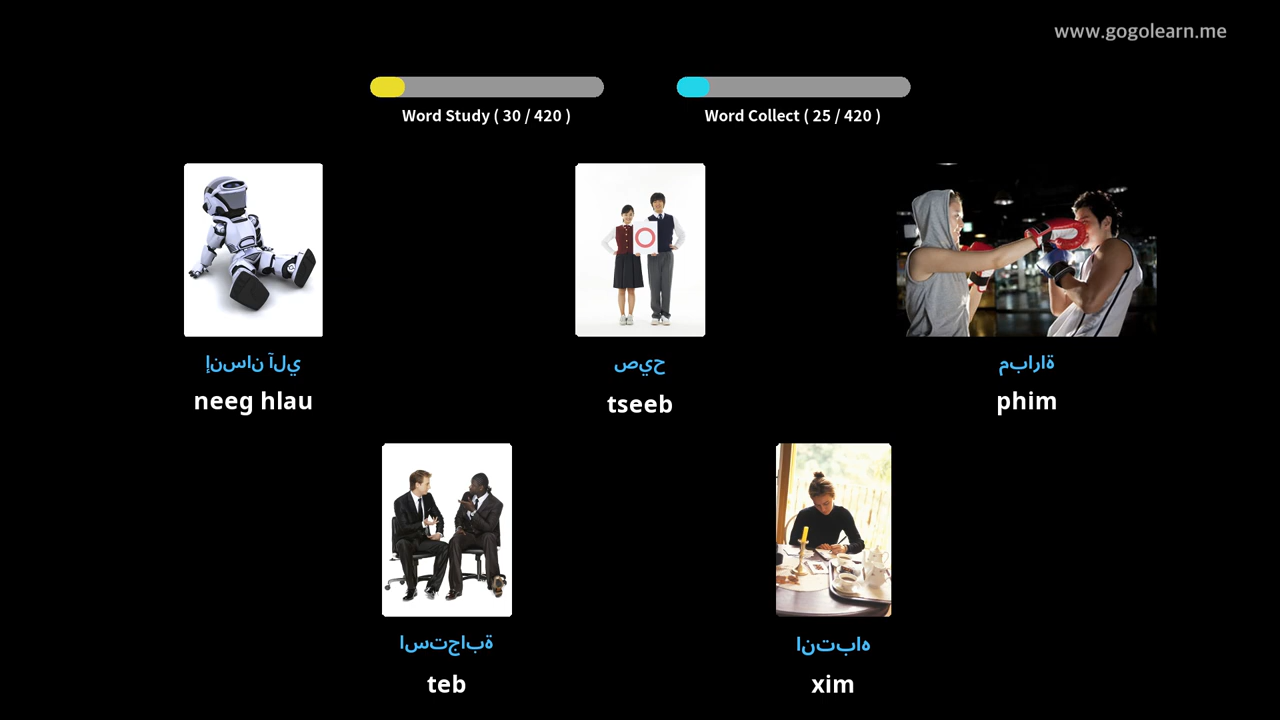 www.gogolearn.me
Word Study ( 30 / 420 )
Word Collect ( 25 / 420 )
إنسان آلي
neeg hlau
صحيح
tseeb
مباراة
phim
استجابة
teb
انتباه
xim